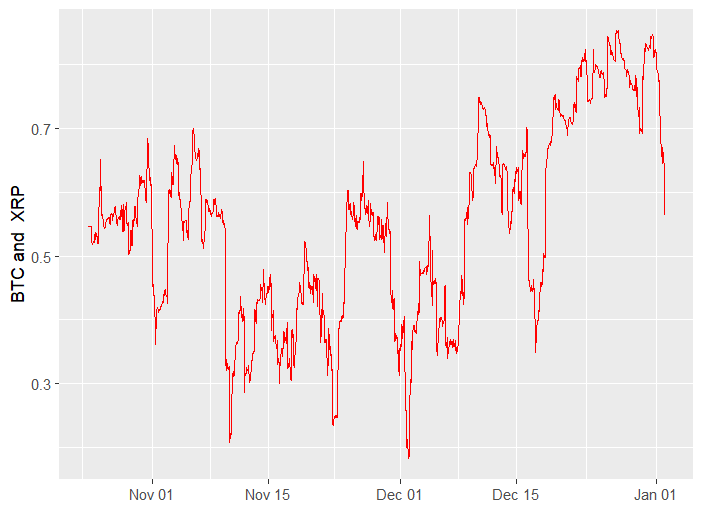 BTC and  XRP
0.7
0.5
0.3
Nov 01
Nov 15
Dec 01
Dec 15
Jan 01